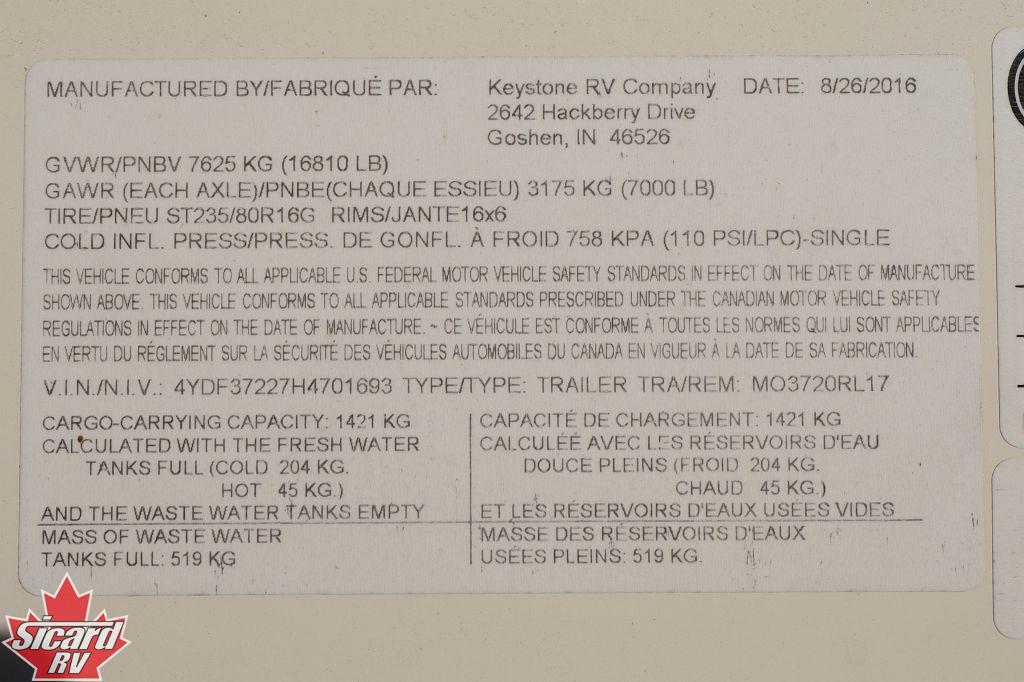 MANUFACTURED BY/FABRIQUÉ PAR: Keystone RV Company DATE: 8/26/2016
2642 Hackberry Drive
Goshen, IN 46526
GVWR/PNBV 7625 KG (16810 LB)
GAWR (EACH AXLE)/PNBE(CHAQUE ESSIEU) 3175 KG (7000 LB)
TIRE/PNEU ST235/80R16G RIMS/JANTE16x6
COLD INFL. PRESS/PRESS. DE GONFL. À FROID 758 KPA (110 PSI/LPC)-SINGLE
THIS VEHICLE CONFORMS TO ALL APPLICABLE U.S. FEDERAL MOTOR VEHICLE SAFETY STANDARDS IN EFFECT ON THE DATE OF MANUFACTURE
SHOWN ABOVE. THIS VEHICLE CONFORMS TO ALL APPLICABLE STANDARDS PRESCRIBED UNDER THE CANADIAN MOTOR VEHICLE SAFETY
REGULATIONS IN EFFECT ON THE DATE OF MANUFACTURE. ~ CE VÉHICULE EST CONFORME À TOUTES LES NORMES QUI LUI SONT APPLICABLES
EN VERTU DU RÉGLEMENT SUR LA SÉCURITÉ DES VÉHICULES AUTOMOBILES DU CANADA EN VIGUEUR À LA DATE DE SA FABRICATION.
V.I.N./N.I.V.: 4YDF37227H4701693 TYPE/TYPE: TRAILER TRA/REM: MO3720RL17
CARGO-CARRYING CAPACITY: 1421 KG
CALCULATED WITH THE FRESH WATER
TANKS FULL (COLD 204 KG.
HOT 45 KG.)
AND THE WASTE WATER TANKS EMPTY
MASS OF WASTE WATER
TANKS FULL: 519 KG
CAPACITÉ DE CHARGEMENT: 1421 KG
CALCULÉÉ AVEC LES RÉSERVOIRS D'EAU
DOUCE PLEINS (FROID 204 KG.
CHAUD 45 KG.)
ET LES RÉSERVOIRS D'EAUX USÉES VIDES
MASSE DES RÉSERVOIRS D'EAUX
USÉES PLEINS: 519 KG.
Sicard
RV